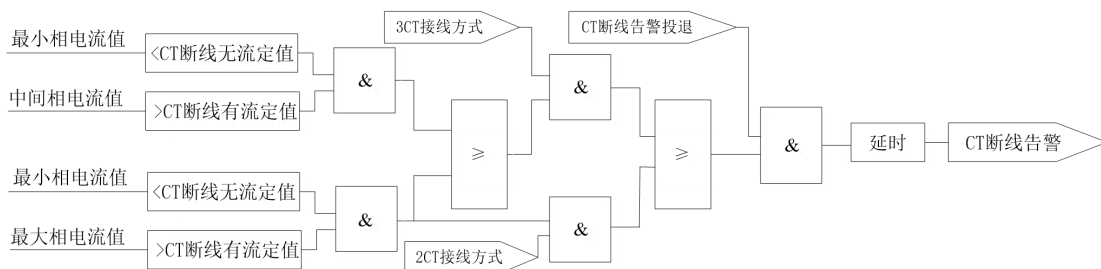 3CT接线方式
CT断线告警投退
最小相电流值
<CT断线无流定值
&
&
中间相电流值
>CT断线有流定值
≥
≥
&
延时
CT断线告警
最小相电流值
<CT断线无流定值
&
&
最大相电流值
>CT断线有流定值
2CT接线方式